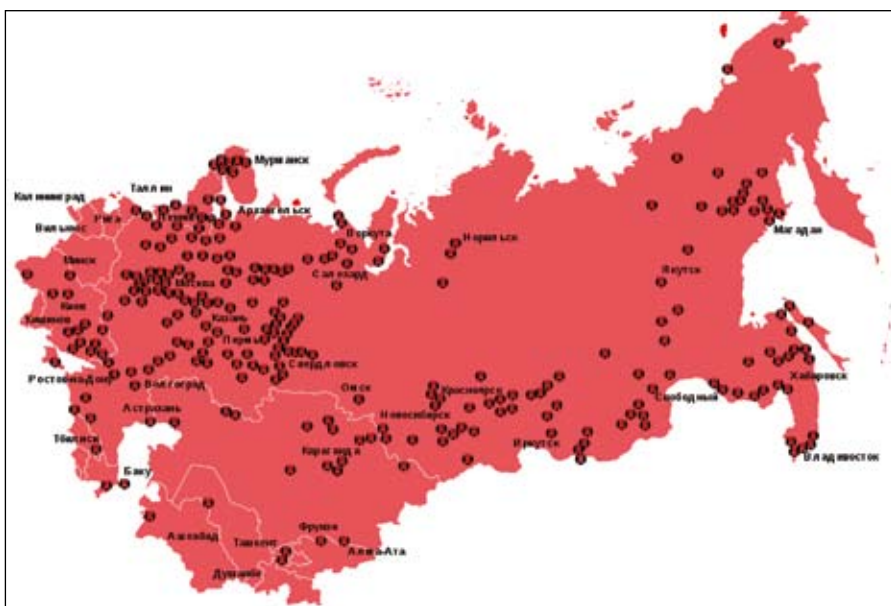 Мурманск
Таллин
Калининград
Рига
Архангельск
Вильнюс
Ленинград
Воркута
Норильск
Магадан
Минск
Салехард
Якутск
Москва
Киев
Кишинев
Казань
Пермь
Свердловск
Ростов-на-Дону
Волгоград
Омск
Красноярск
Хабаровск
Свободный
Астрахань
Новосибирск
Тбилиси
Караганда
Иркутск
Владивосток
Баку
Фрунзе
Ашхабад
Ташкент
Алма-Ата
Душанбе